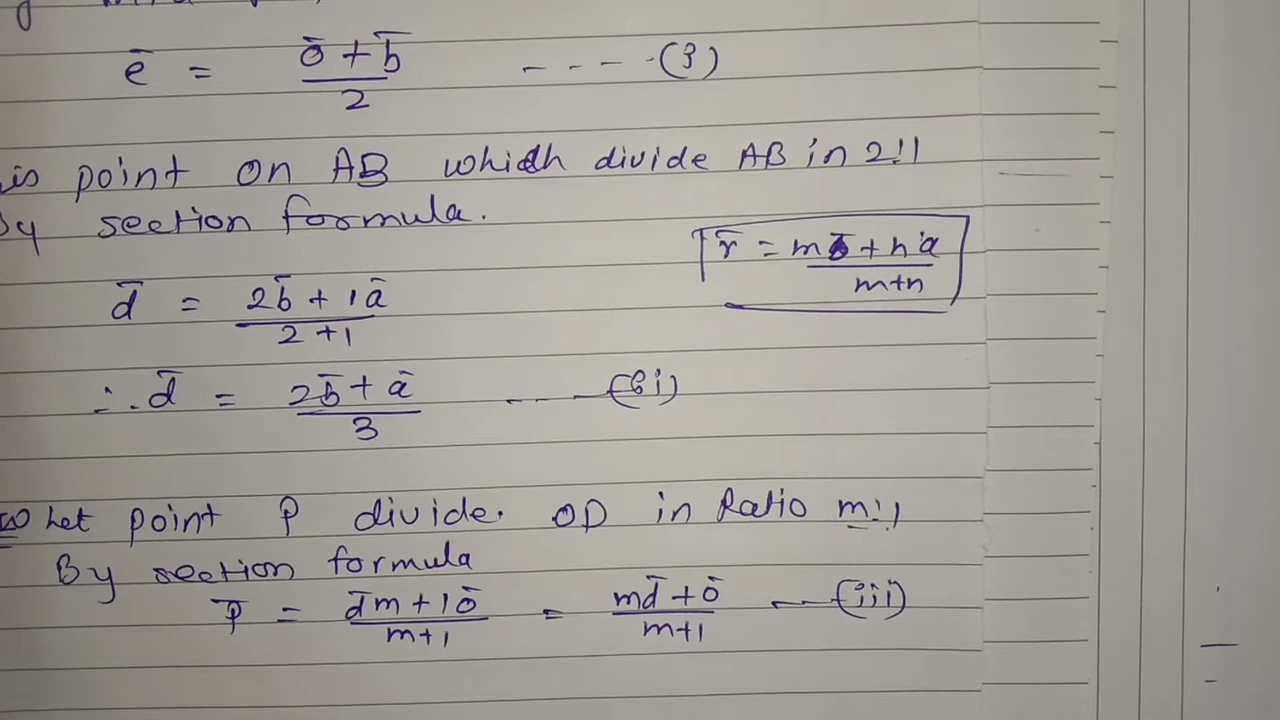 ē = (ō + b̄)/2 ---- (i)
is point on AB which divide AB in 2:1
By section formula.
r̄ = (mb̄ + nā)/(m+n)
d̄ = (2b̄ + 1ā)/(2+1)
∴ d̄ = (2b̄ + ā)/3 ---- (ii)
Let point P divide. OD in Ratio m:1
By section formula
p̄ = (d̄m + 1ō)/(m+1) = (md̄ + ō)/(m+1) --- (iii)